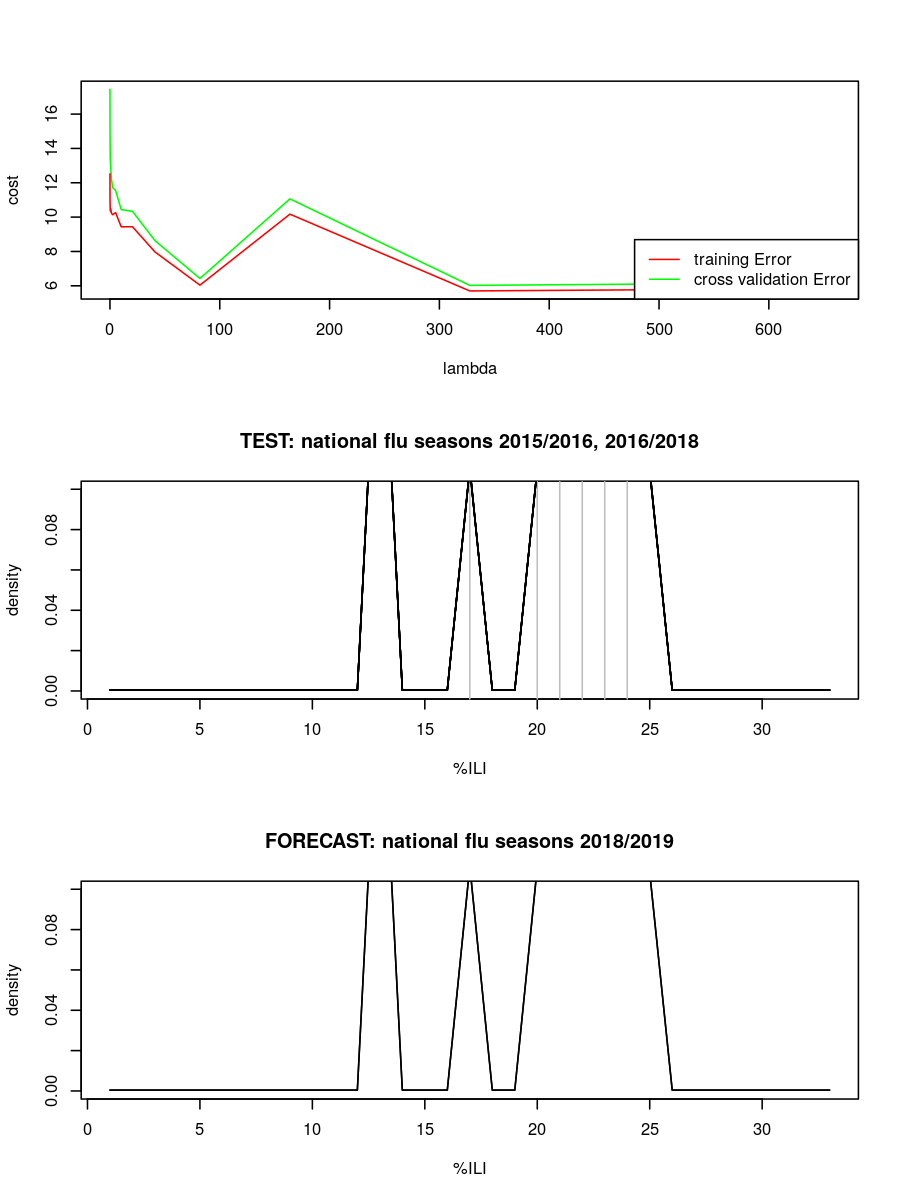 cost
16
14
12
10
8
6
training Error
cross validation Error
0 100 200 300 400 500 600
lambda
TEST: national flu seasons 2015/2016, 2016/2018
density
0.08
0.04
0.00
0 5 10 15 20 25 30
%ILI
FORECAST: national flu seasons 2018/2019
density
0.08
0.04
0.00
0 5 10 15 20 25 30
%ILI